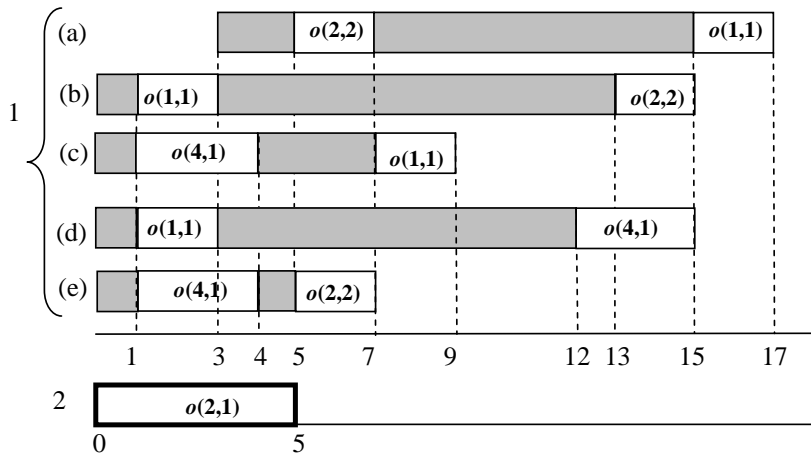 (a) o(2,2) o(1,1)
(b) o(1,1) o(2,2)
1
(c) o(4,1) o(1,1)
(d) o(1,1) o(4,1)
(e) o(4,1) o(2,2)
1 3 4 5 7 9 12 13 15 17
2 o(2,1)
0 5